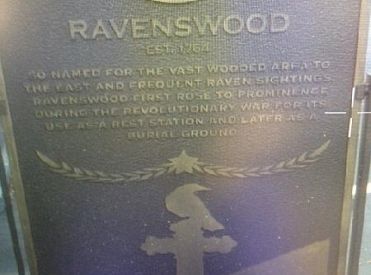 RAVENSWOOD
EST. 1764
SO NAMED FOR THE VAST WOODED AREA TO
THE EAST AND FREQUENT RAVEN SIGHTINGS,
RAVENSWOOD FIRST ROSE TO PROMINENCE
DURING THE REVOLUTIONARY WAR FOR ITS
USE AS A REST STATION AND LATER AS A
BURIAL GROUND